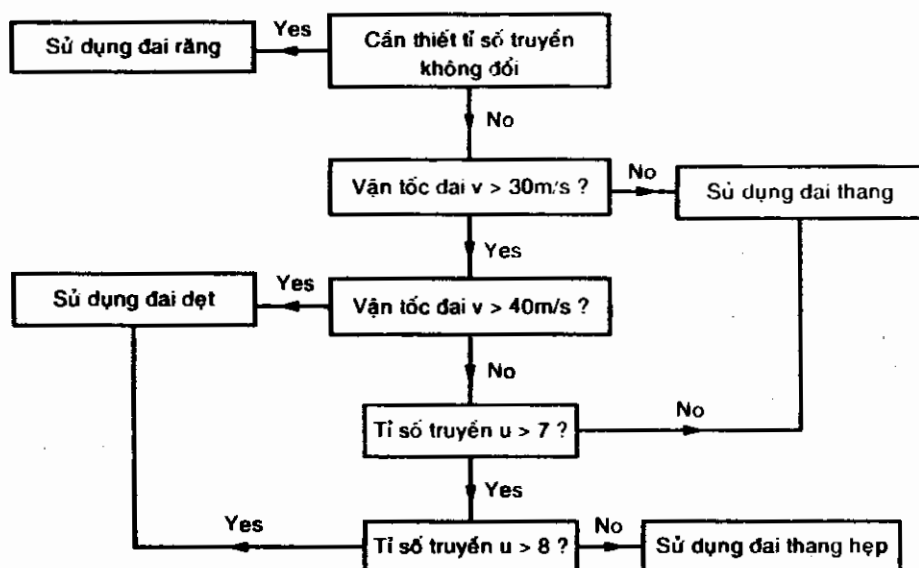 Sử dụng đai răng
Yes
Cần thiết tỉ số truyền
không đổi
No
Vận tốc đai v > 30m/s ?
No
Sử dụng đai thang
Yes
Sử dụng đai dẹt
Yes
Vận tốc đai v > 40m/s ?
No
Tỉ số truyền u > 7 ?
No
Yes
Yes
Tỉ số truyền u > 8 ?
No
Sử dụng đai thang hẹp